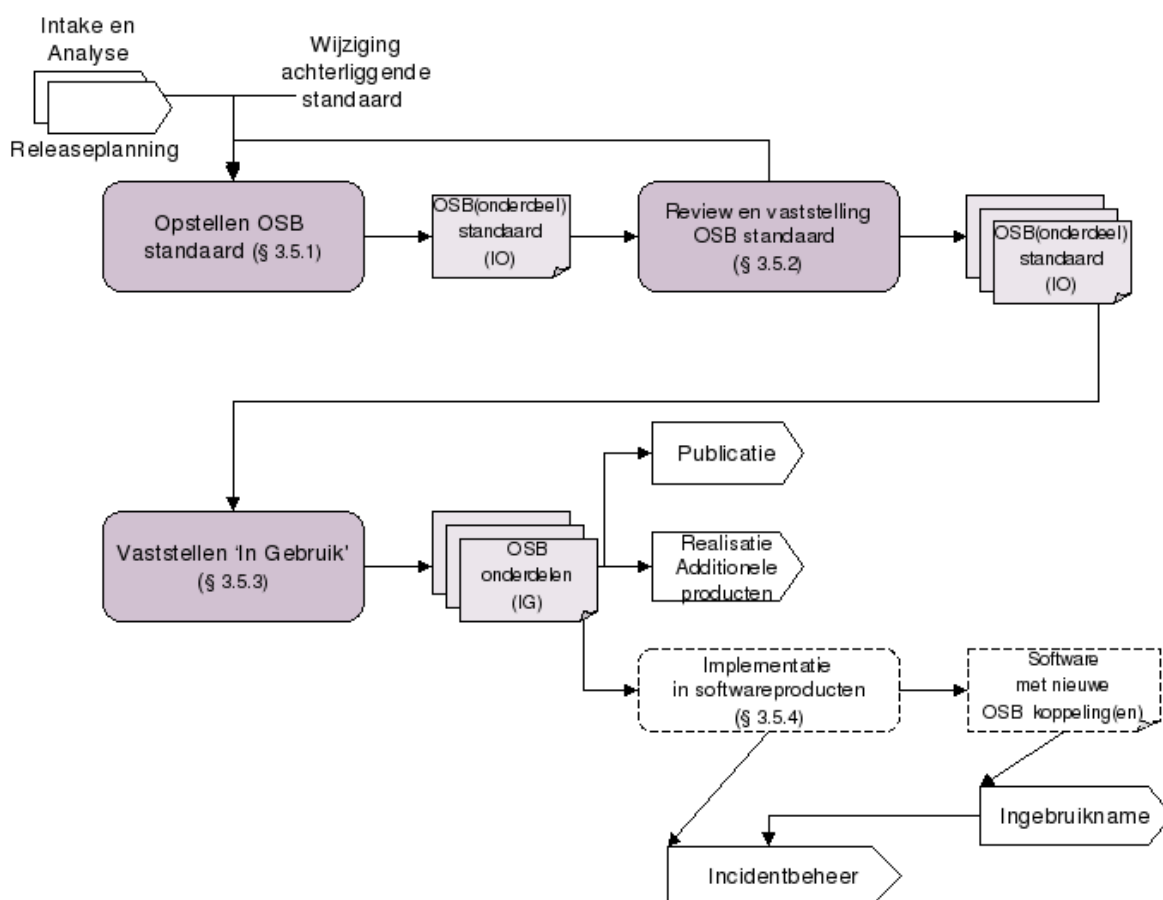 Intake en
Analyse
Releaseplanning
Wijziging
achterliggende
standaard
Opstellen OSB
standaard (§ 3.5.1)
OSB(onderdeel)
standaard
(IO)
Review en vaststelling
OSB standaard
(§ 3.5.2)
OSB(onderdeel)
standaard
(IO)
Vaststellen ‘In Gebruik’
(§ 3.5.3)
OSB
onderdelen
(IG)
Publicatie
Realisatie
Additionele
producten
Implementatie
in softwareproducten
(§ 3.5.4)
Software
met nieuwe
OSB koppeling(en)
Ingebruikname
Incidentbeheer